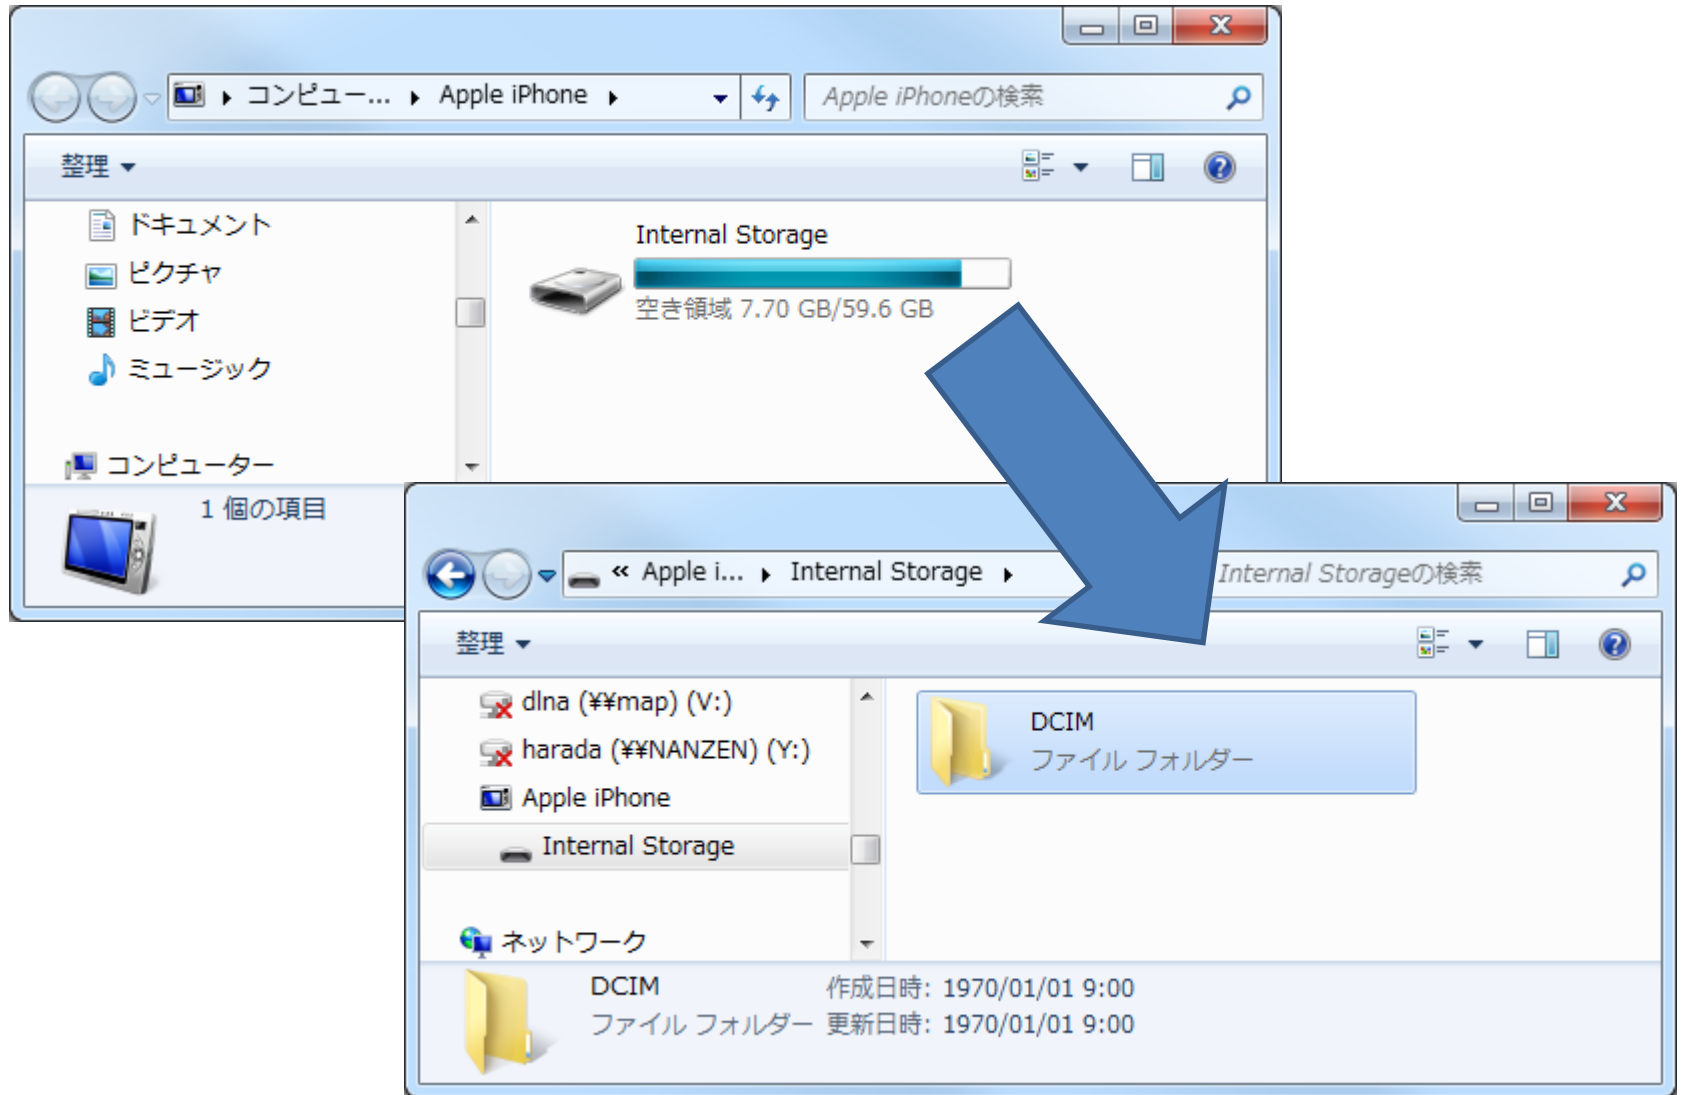 コンピュー... Apple iPhone
Apple iPhoneの検索
整理
ドキュメント
ピクチャ
ビデオ
ミュージック
コンピューター
Internal Storage
空き領域 7.70 GB/59.6 GB
1 個の項目
« Apple i... Internal Storage
Internal Storageの検索
整理
dlna (¥¥map) (V:)
harada (¥¥NANZEN) (Y:)
Apple iPhone
Internal Storage
ネットワーク
DCIM
ファイル フォルダー
DCIM 作成日時: 1970/01/01 9:00
ファイル フォルダー 更新日時: 1970/01/01 9:00